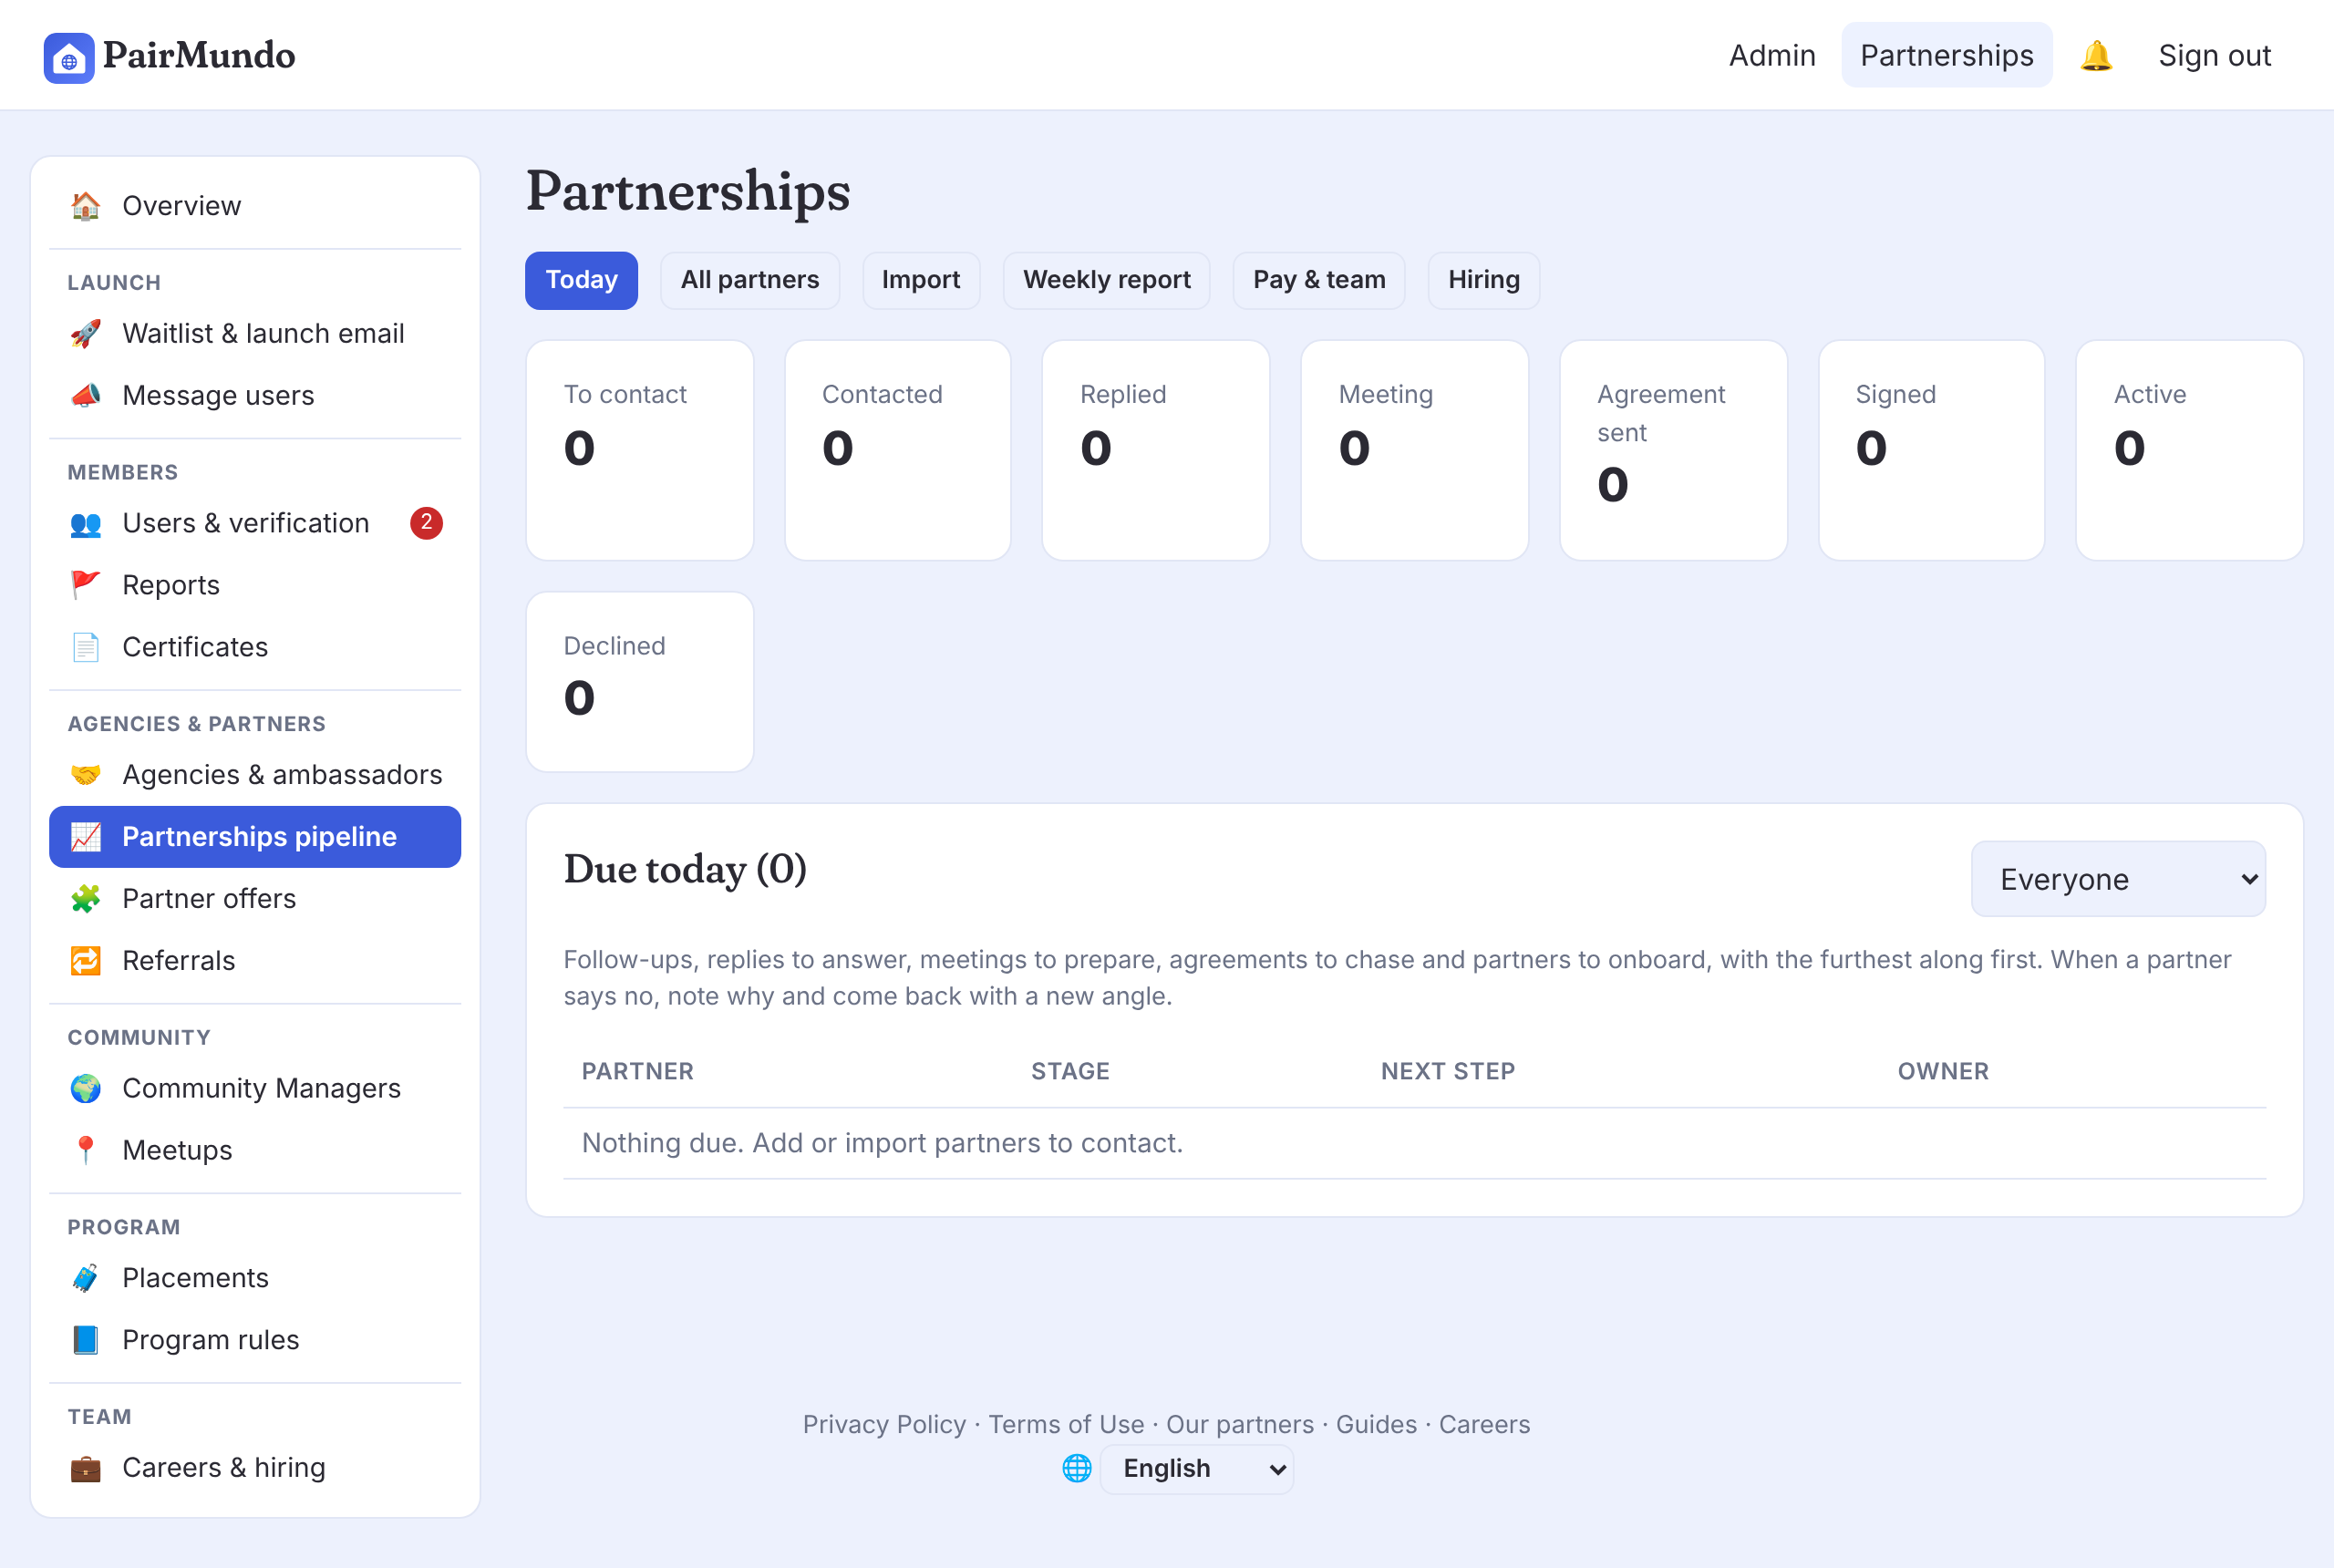 PairMundo
Admin
Partnerships
Sign out
Overview
LAUNCH
Waitlist & launch email
Message users
MEMBERS
Users & verification
2
Reports
Certificates
AGENCIES & PARTNERS
Agencies & ambassadors
Partnerships pipeline
Partner offers
Referrals
COMMUNITY
Community Managers
Meetups
PROGRAM
Placements
Program rules
TEAM
Careers & hiring
Partnerships
Today
All partners
Import
Weekly report
Pay & team
Hiring
To contact
0
Contacted
0
Replied
0
Meeting
0
Agreement
sent
0
Signed
0
Active
0
Declined
0
Due today (0)
Everyone
Follow-ups, replies to answer, meetings to prepare, agreements to chase and partners to onboard, with the furthest along first. When a partner
says no, note why and come back with a new angle.
PARTNER STAGE NEXT STEP OWNER
Nothing due. Add or import partners to contact.
Privacy Policy · Terms of Use · Our partners · Guides · Careers
English